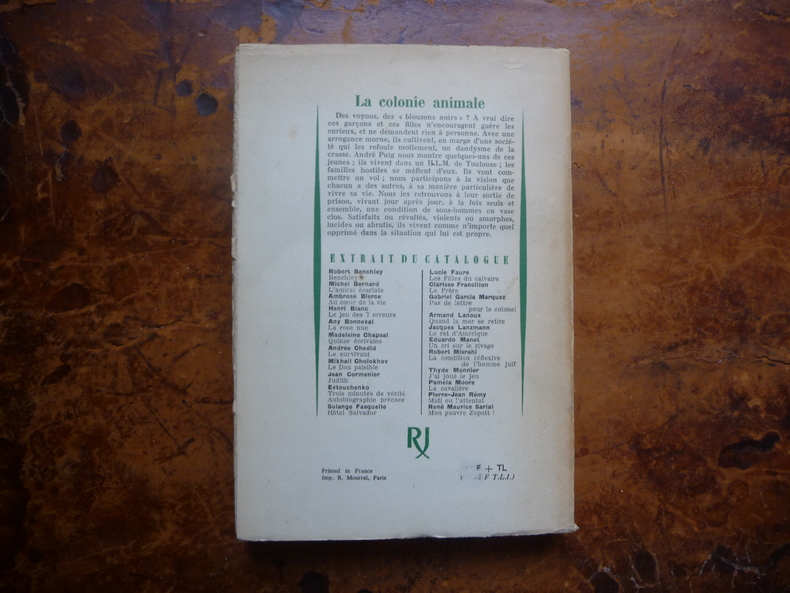 La colonie animale
Des voyous, des « blousons noirs » ? A vrai dire
ces garçons et ces filles n'encouragent guère les
curieux, et ne demandent rien à personne. Avec une
arrogance morne, ils cultivent, en marge d'une socié-
té qui les refoule mollement, un dandysme de la
crasse. André Puig nous montre quelques-uns de ces
jeunes ; ils vivent dans un H.L.M. de Toulouse ; les
familles hostiles se méfient d'eux. Ils vont com-
mettre un vol ; nous participons à la vision que
chacun a des autres, à sa manière particulière de
vivre sa vie. Nous les retrouvons à leur sortie de
prison, vivant jour après jour, à la fois seuls et
ensemble, une condition de sous-hommes en vase
clos. Satisfaits ou révoltés, violents ou amorphes,
lucides ou abrutis, ils vivent comme n'importe quel
opprimé dans la situation qui lui est propre.
EXTRAIT DU CATALOGUE
Robert Benchley
Benchley
Michel Bernard
L'amiral écarlate
Ambrose Bierce
Au cœur de la vie
Henri Blanc
Le jeu des 7 erreurs
Any Bonneval
La rose nue
Madeleine Chapsal
Quinze écrivains
Andrée Chedid
Le survivant
Mikhail Cholokhov
Le Don paisible
Jean Cormenier
Judith
Evtouchenko
Trois minutes de vérité
Autobiographie précoce
Solange Fasquelle
Hôtel Salvador
Lucie Faure
Les Filles du calvaire
Clarisse Francillon
Le Frère
Gabriel Garcia Marquez
Pas de lettre
pour le colonel
Armand Lanoux
Quand la mer se retire
Jacques Lanzmann
Le rat d'Amérique
Eduardo Manet
Un cri sur le rivage
Robert Misrahi
La condition réflexive
de l'homme juif
Thyde Monnier
J'ai joué le jeu
Pamela Moore
La cavalière
Pierre-Jean Rémy
Midi ou l'attentat
René Maurice Sarlat
Mon pauvre Zopott !
RJ
Printed in France
Imp. R. Mourral, Paris
F + TL
F T.L.I.)